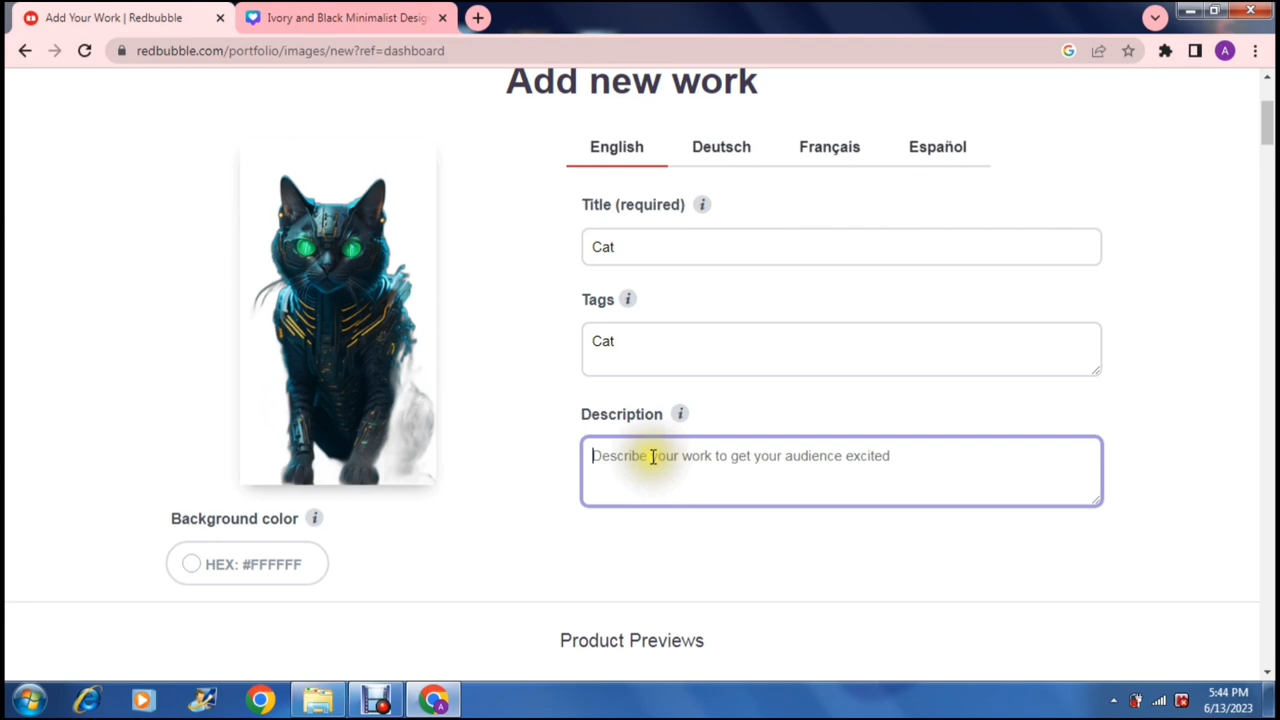 Add Your Work | Redbubble
Ivory and Black Minimalist Desig
redbubble.com/portfolio/images/new?ref=dashboard
A
Add new work
English Deutsch Français Español
Title (required) i
Cat
Tags i
Cat
Description i
Describe your work to get your audience excited
Background color i
HEX: #FFFFFF
Product Previews
A
5:44 PM
6/13/2023